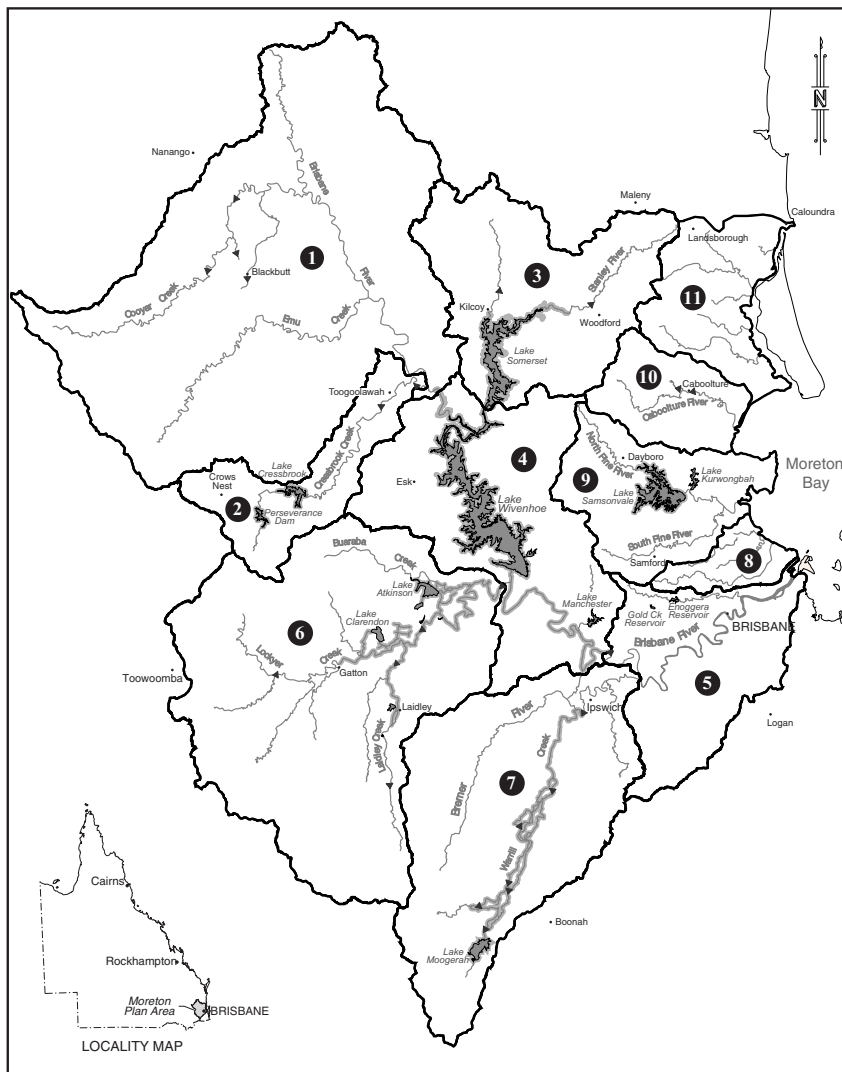 N
Nanango
Brisbane
River
Maleny
Caloundra
Landsborough
1
Blackbutt
Cooyar Creek
Emu Creek
3
Stanley River
11
Kilcoy
Woodford
Lake
Somerset
10
Caboolture
Caboolture River
Toogoolawah
Cressbrook Creek
Lake
Cressbrook
Crows
Nest
2
Perseverance
Dam
Esk
4
Lake
Wivenhoe
Dayboro
North Pine River
9
Lake
Kurwongbah
Lake
Samsonvale
Moreton
Bay
South Pine River
Samford
8
Buaraba
Creek
Lake
Atkinson
Lake
Manchester
Gold Ck
Reservoir
Enoggera
Reservoir
BRISBANE
Brisbane River
6
Lake
Clarendon
Lockyer
Creek
Gatton
Toowoomba
5
Laidley
Laidley Creek
Logan
River
Ipswich
Creek
7
Bremer
Warrill
Boonah
Lake
Moogerah
Cairns
Rockhampton
Moreton
Plan Area
BRISBANE
LOCALITY MAP